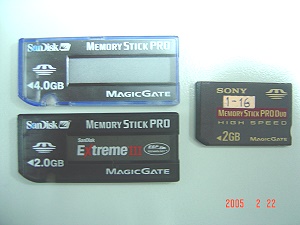 SanDisk MEMORY STICK PRO
4.0GB
MAGICGATE
SanDisk MEMORY STICK PRO
SanDisk
Extreme III
2.0GB
MAGICGATE
SONY
1-16
MEMORY STICK PRO DUO
HIGH SPEED
2GB
MAGICGATE
2005 2 22